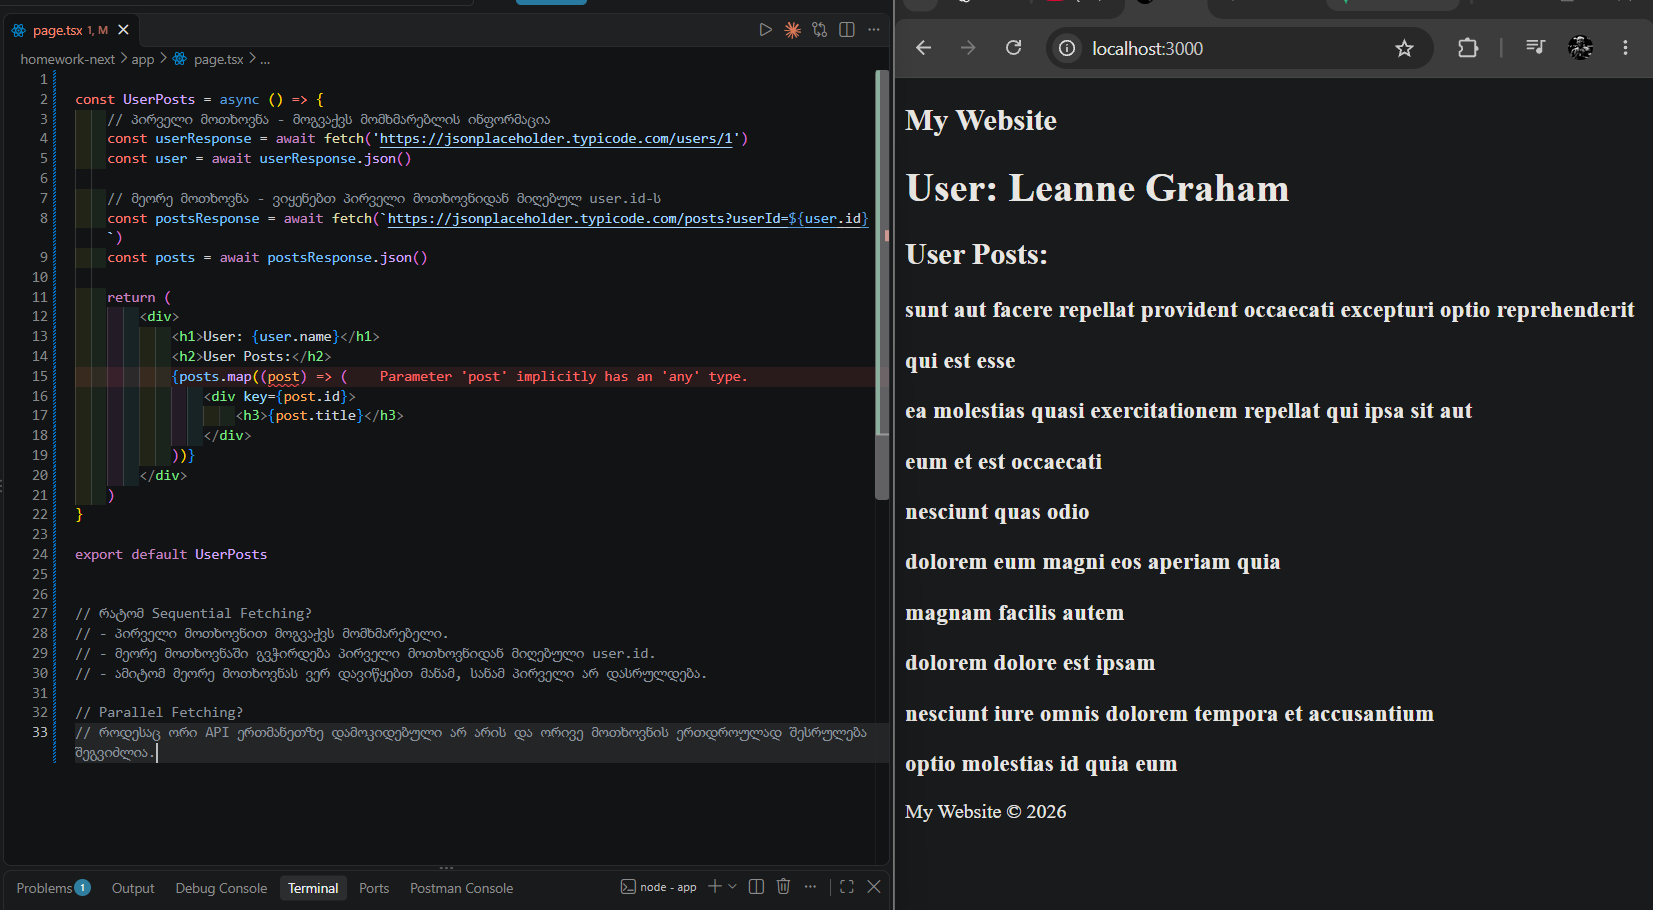 page.tsx 1, M
homework-next > app > page.tsx > ...
1
2 const UserPosts = async () => {
3 // პირველი მოთხოვნა - მოგვაქვს მომხმარებლის ინფორმაცია
4 const userResponse = await fetch('https://jsonplaceholder.typicode.com/users/1')
5 const user = await userResponse.json()
6
7 // მეორე მოთხოვნა - ვიყენებთ პირველი მოთხოვნიდან მიღებულ user.id-ს
8 const postsResponse = await fetch(`https://jsonplaceholder.typicode.com/posts?userId=${user.id}
`)
9 const posts = await postsResponse.json()
10
11 return (
12 <div>
13 <h1>User: {user.name}</h1>
14 <h2>User Posts:</h2>
15 {posts.map((post) => ( Parameter 'post' implicitly has an 'any' type.
16 <div key={post.id}>
17 <h3>{post.title}</h3>
18 </div>
19 ))}
20 </div>
21 )
22 }
23
24 export default UserPosts
25
26
27 // რატომ Sequential Fetching?
28 // - პირველი მოთხოვნით მოგვაქვს მომხმარებელი.
29 // - მეორე მოთხოვნაში გვჭირდება პირველი მოთხოვნიდან მიღებული user.id.
30 // - ამიტომ მეორე მოთხოვნას ვერ დავიწყებთ მანამ, სანამ პირველი არ დასრულდება.
31
32 // Parallel Fetching?
33 // როდესაც ორი API ერთმანეთზე დამოკიდებული არ არის და ორივე მოთხოვნის ერთდროულად შესრულება
შეგვიძლია.
Problems 1 Output Debug Console Terminal Ports Postman Console node - app
localhost:3000
My Website
User: Leanne Graham
User Posts:
sunt aut facere repellat provident occaecati excepturi optio reprehenderit
qui est esse
ea molestias quasi exercitationem repellat qui ipsa sit aut
eum et est occaecati
nesciunt quas odio
dolorem eum magni eos aperiam quia
magnam facilis autem
dolorem dolore est ipsam
nesciunt iure omnis dolorem tempora et accusantium
optio molestias id quia eum
My Website © 2026